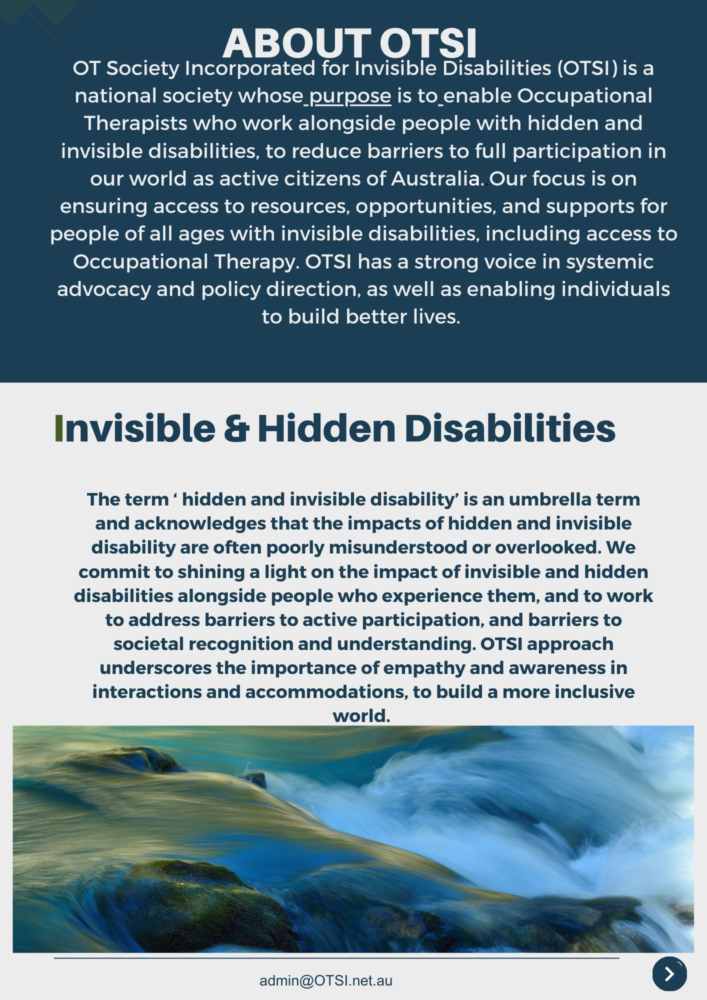 ABOUT OTSI
OT Society Incorporated for Invisible Disabilities (OTSI) is a
national society whose purpose is to enable Occupational
Therapists who work alongside people with hidden and
invisible disabilities, to reduce barriers to full participation in
our world as active citizens of Australia..Our focus is on
ensuring access to resources, opportunities, and supports for
people of all ages with invisible disabilities, including access to
Occupational Therapy. OTSI has a strong voice in systemic
advocacy and policy direction, as well as enabling individuals
to build better lives.
Invisible & Hidden Disabilities
The term ‘ hidden and invisible disability’ is an umbrella term
and acknowledges that the impacts of hidden and invisible
disability are often poorly misunderstood or overlooked. We
commit to shining a light on the impact of invisible and hidden
disabilities alongside people who experience them, and to work
to address barriers to active participation, and barriers to
societal recognition and understanding. OTSI approach
underscores the importance of empathy and awareness in
interactions and accommodations, to build a more inclusive
world.
admin@OTSI.net.au